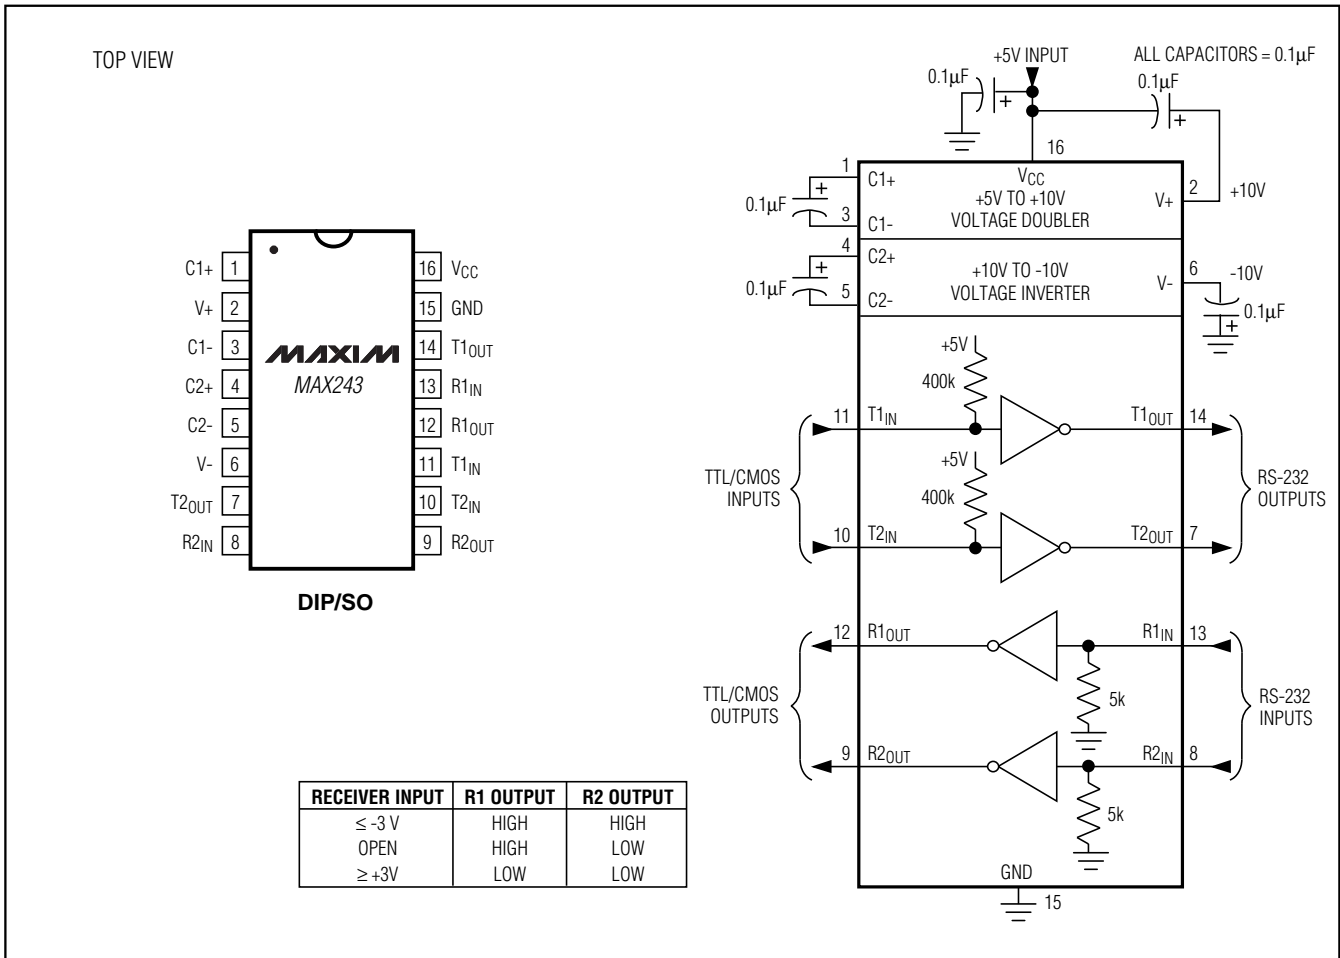 TOP VIEW
C1+ 1
V+ 2
C1- 3
C2+ 4
C2- 5
V- 6
T2OUT 7
R2IN 8
16 VCC
15 GND
14 T1OUT
13 R1IN
12 R1OUT
11 T1IN
10 T2IN
9 R2OUT
MAXIM
MAX243
DIP/SO
RECEIVER INPUT R1 OUTPUT R2 OUTPUT
≤ -3 V HIGH HIGH
OPEN HIGH LOW
≥ +3V LOW LOW
+5V INPUT
ALL CAPACITORS = 0.1µF
0.1µF
+
0.1µF
+
16
VCC
+5V TO +10V
VOLTAGE DOUBLER
1
C1+
+
0.1µF
3
C1-
V+
2
+10V
4
C2+
+
0.1µF
5
C2-
+10V TO -10V
VOLTAGE INVERTER
V-
6
-10V
0.1µF
+
+5V
400k
11 T1IN
T1OUT 14
+5V
400k
10 T2IN
T2OUT 7
TTL/CMOS
INPUTS
RS-232
OUTPUTS
12 R1OUT
R1IN 13
5k
9 R2OUT
R2IN 8
5k
TTL/CMOS
OUTPUTS
RS-232
INPUTS
GND
15